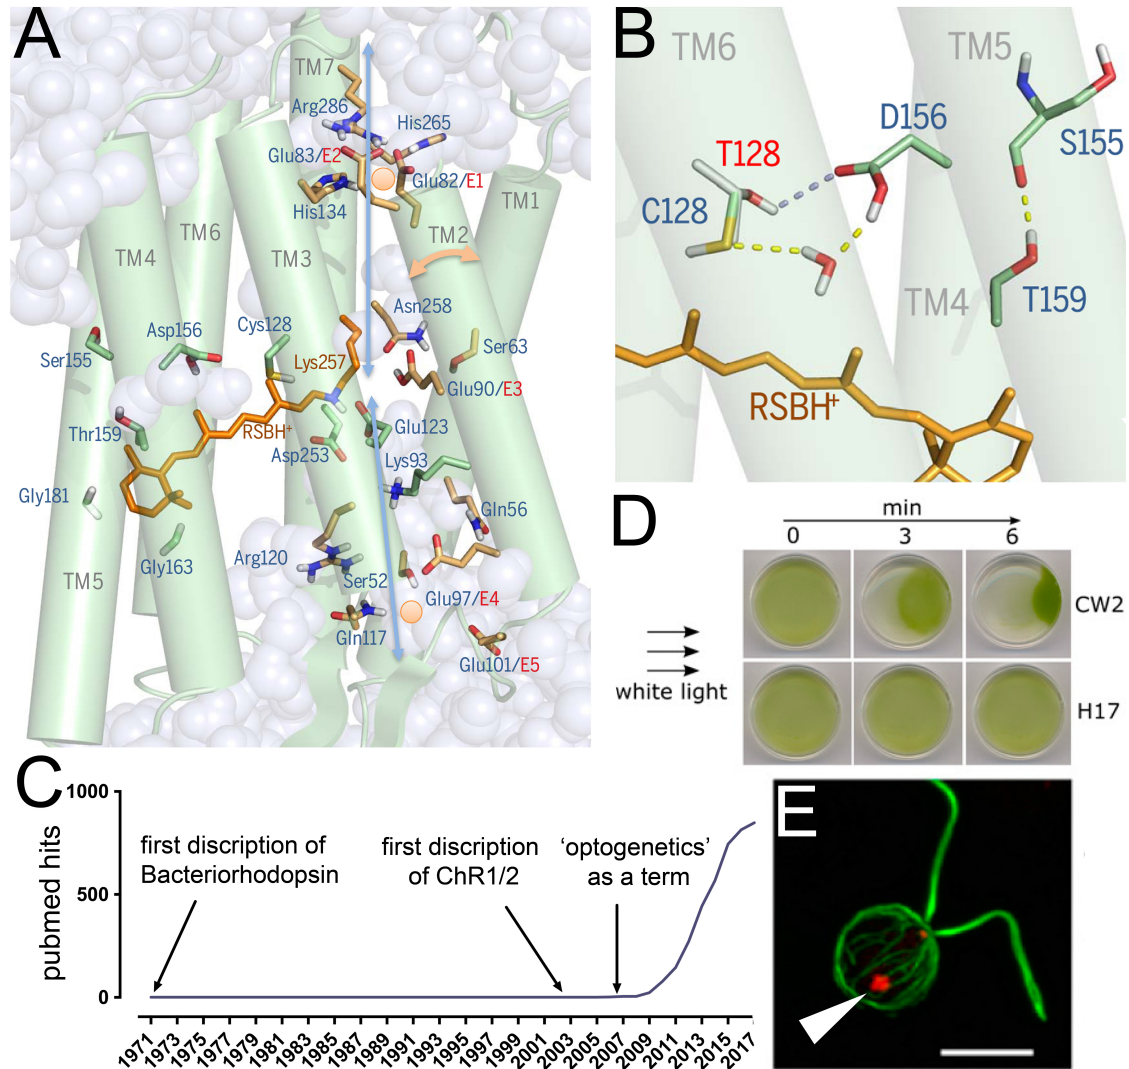 A
TM7
Arg286
His265
Glu83/E2
Glu82/E1
His134
TM1
TM6
TM2
TM4
TM3
Asn258
Asp156
Cys128
Ser63
Ser155
Lys257
Glu90/E3
RSBH+
Thr159
Glu123
Asp253
Lys93
Gly181
Gln56
Gly163
Arg120
Ser52
TM5
Glu97/E4
Gln117
Glu101/E5
B
TM6
TM5
D156
S155
T128
C128
TM4
T159
RSBH+
D
min
0 3 6
CW2
white light
H17
C
1000
500
0
pubmed hits
first discription of
Bacteriorhodopsin
first discription
of ChR1/2
‘optogenetics’
as a term
1971 1973 1975 1977 1979 1981 1983 1985 1987 1989 1991 1993 1995 1997 1999 2001 2003 2005 2007 2009 2011 2013 2015 2017
E